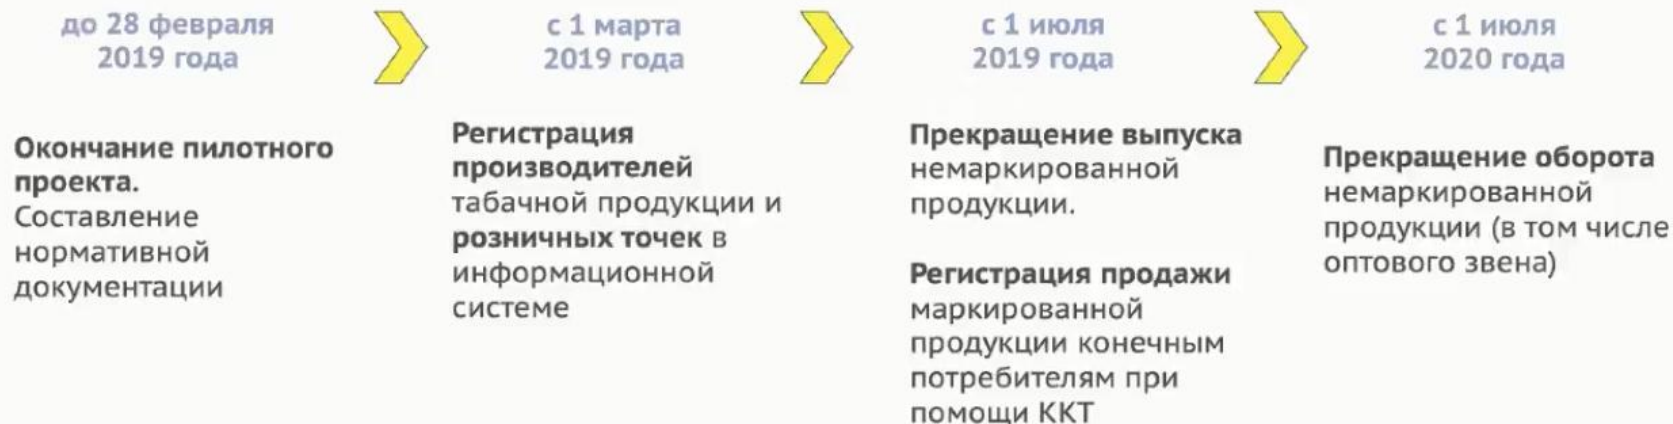 до 28 февраля
2019 года
с 1 марта
2019 года
с 1 июля
2019 года
с 1 июля
2020 года
Окончание пилотного
проекта.
Составление
нормативной
документации
Регистрация
производителей
табачной продукции и
розничных точек в
информационной
системе
Прекращение выпуска
немаркированной
продукции.
Регистрация продажи
маркированной
продукции конечным
потребителям при
помощи ККТ
Прекращение оборота
немаркированной
продукции (в том числе
оптового звена)